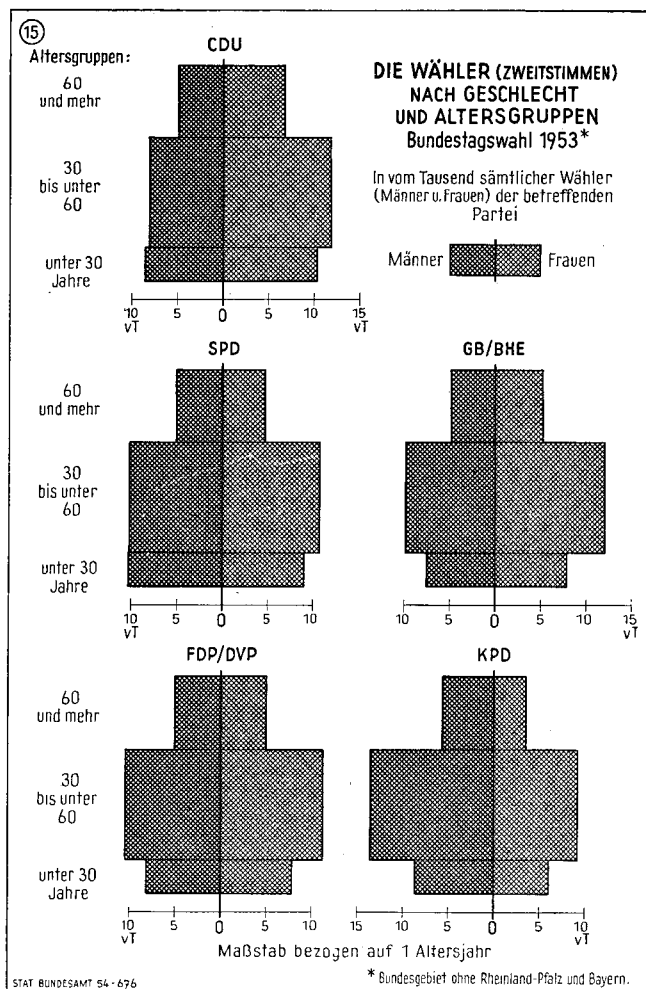 15
Altersgruppen:
CDU
60
und mehr
30
bis unter
60
unter 30
Jahre
10 5 0 5 10 15
vT vT
DIE WÄHLER (ZWEITSTIMMEN)
NACH GESCHLECHT
UND ALTERSGRUPPEN
Bundestagswahl 1953*
In vom Tausend sämtlicher Wähler
(Männer u. Frauen) der betreffenden
Partei
Männer Frauen
SPD
60
und mehr
30
bis unter
60
unter 30
Jahre
10 5 0 5 10
vT vT
GB/BHE
10 5 0 5 10 15
vT vT
FDP/DVP
60
und mehr
30
bis unter
60
unter 30
Jahre
10 5 0 5 10
vT vT
KPD
15 10 5 0 5 10
vT vT
Maßstab bezogen auf 1 Altersjahr
STAT BUNDESAMT 54-676
* Bundesgebiet ohne Rheinland-Pfalz und Bayern.